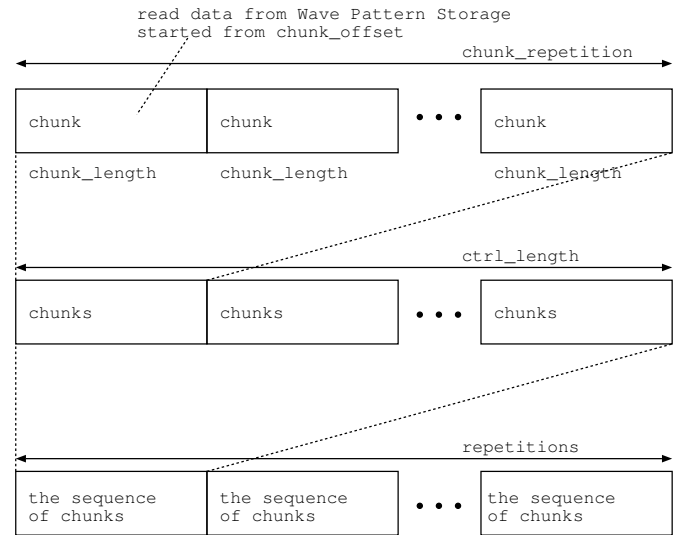 read data from Wave Pattern Storage
started from chunk_offset
chunk_repetition
chunk
chunk
chunk
chunk_length
chunk_length
chunk_length
ctrl_length
chunks
chunks
chunks
repetitions
the sequence
of chunks
the sequence
of chunks
the sequence
of chunks